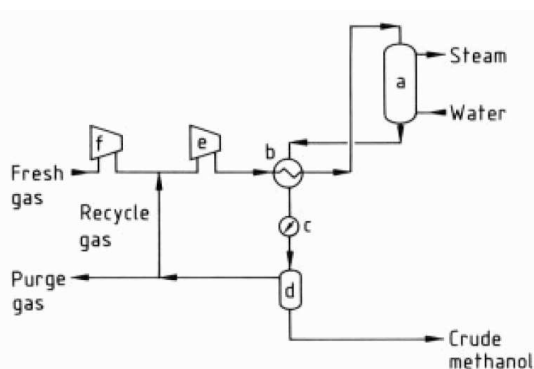 Steam
a
Water
b
f
e
Fresh
gas
Recycle
gas
c
Purge
gas
d
Crude
methanol